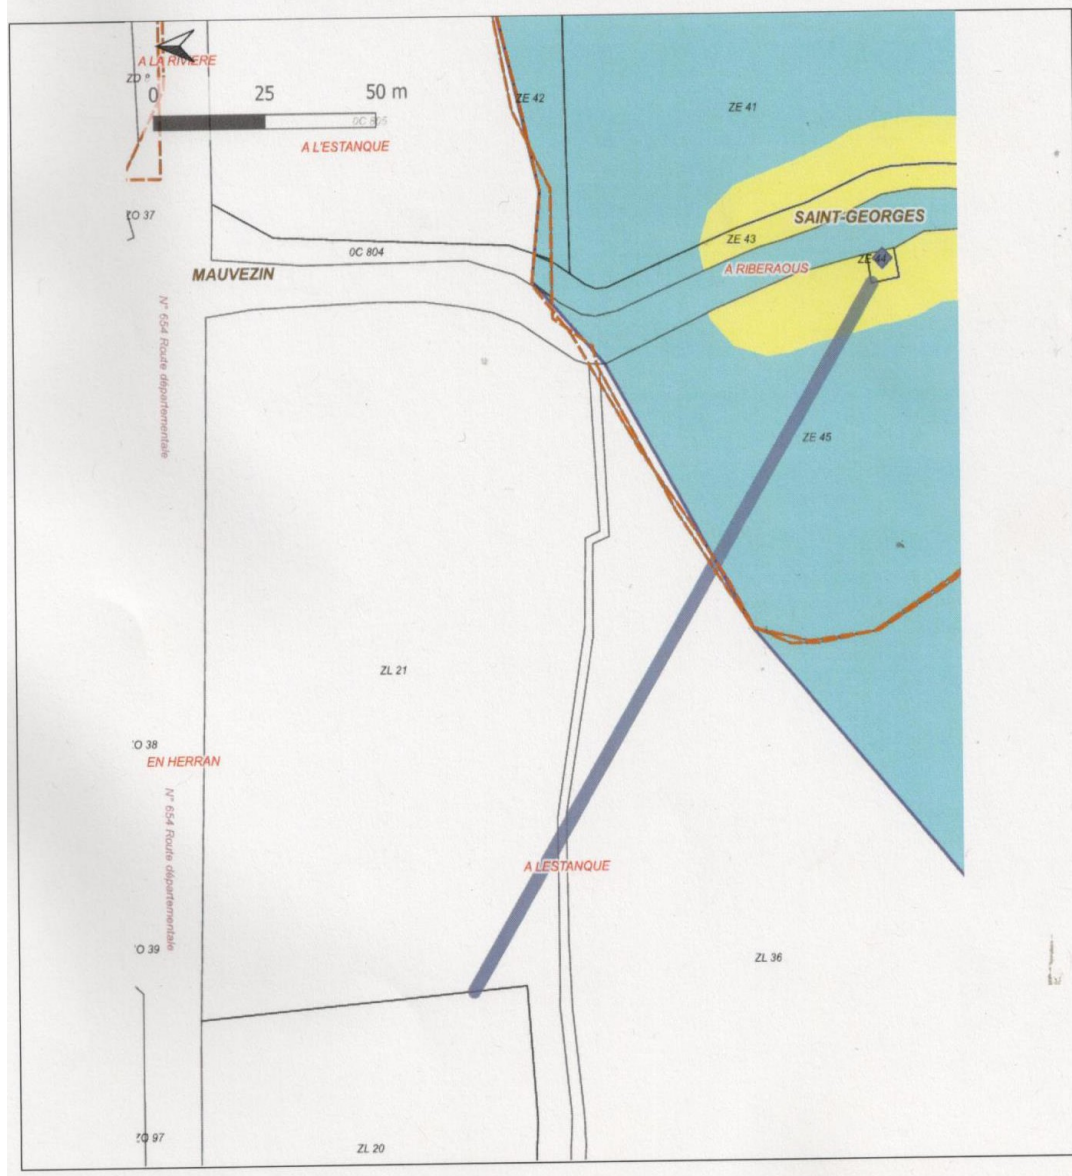 A LA RIVIERE
0 25 50 m
0C 805
A L'ESTANQUE
ZE 42
ZE 41
ZO 37
SAINT-GEORGES
ZE 43
0C 804
A RIBERAOUS
ZE 44
MAUVEZIN
N° 654 Route départementale
ZE 45
ZL 21
ZO 38
EN HERRAN
N° 654 Route départementale
A LESTANQUE
ZO 39
ZL 36
ZO 97
ZL 20